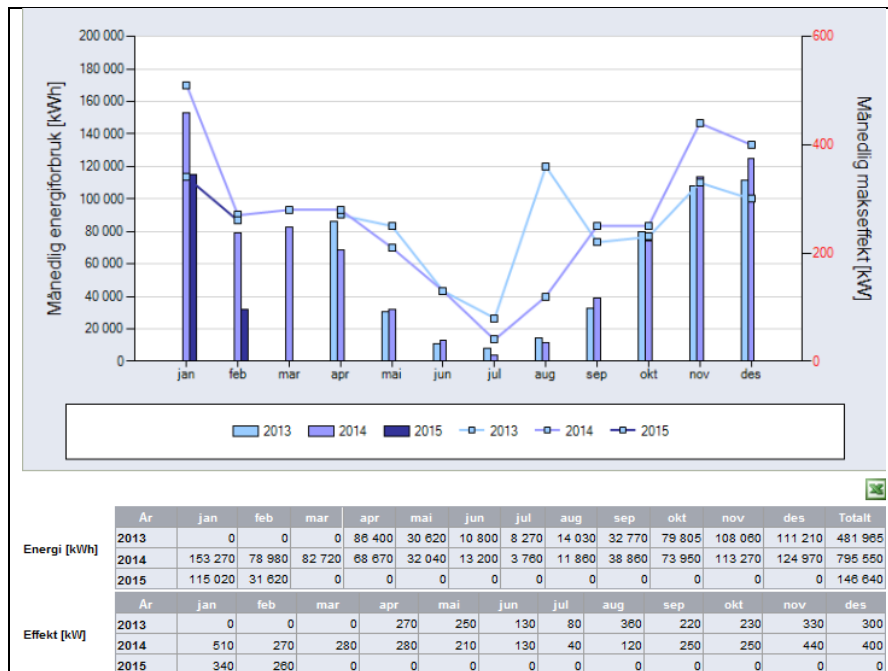 200 000
180 000
160 000
140 000
120 000
100 000
80 000
60 000
40 000
20 000
0
Månedlig energiforbruk [kWh]
600
400
200
0
Månedlig makseffekt [kW]
jan feb mar apr mai jun jul aug sep okt nov des
2013 2014 2015 2013 2014 2015
Energi [kWh]
År jan feb mar apr mai jun jul aug sep okt nov des Totalt
2013 0 0 0 86 400 30 620 10 800 8 270 14 030 32 770 79 805 108 060 111 210 481 965
2014 153 270 78 980 82 720 68 670 32 040 13 200 3 760 11 860 38 860 73 950 113 270 124 970 795 550
2015 115 020 31 620 0 0 0 0 0 0 0 0 0 0 146 640
Effekt [kW]
År jan feb mar apr mai jun jul aug sep okt nov des
2013 0 0 0 270 250 130 80 360 220 230 330 300
2014 510 270 280 280 210 130 40 120 250 250 440 400
2015 340 260 0 0 0 0 0 0 0 0 0 0